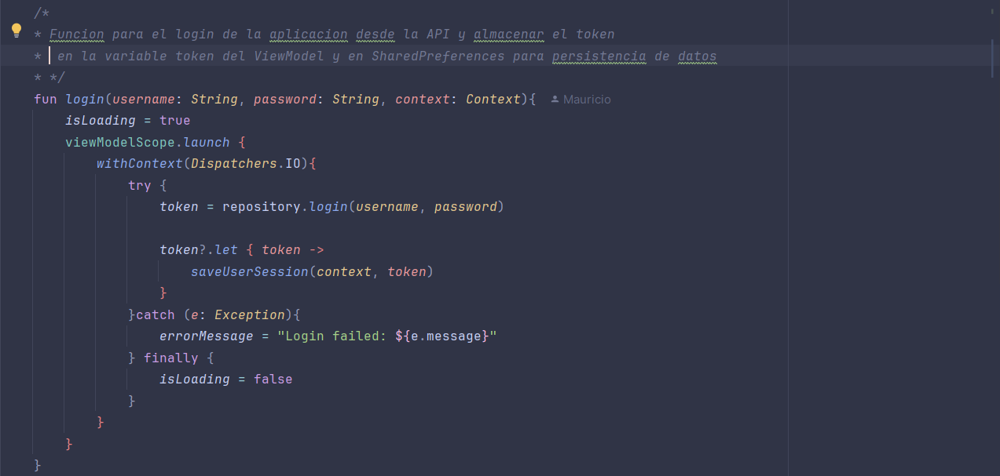 /*
* Funcion para el login de la aplicacion desde la API y almacenar el token
* en la variable token del ViewModel y en SharedPreferences para persistencia de datos
* */
fun login(username: String, password: String, context: Context){ Mauricio
isLoading = true
viewModelScope.launch {
withContext(Dispatchers.IO){
try {
token = repository.login(username, password)
token?.let { token ->
saveUserSession(context, token)
}
}catch (e: Exception){
errorMessage = "Login failed: ${e.message}"
} finally {
isLoading = false
}
}
}
}